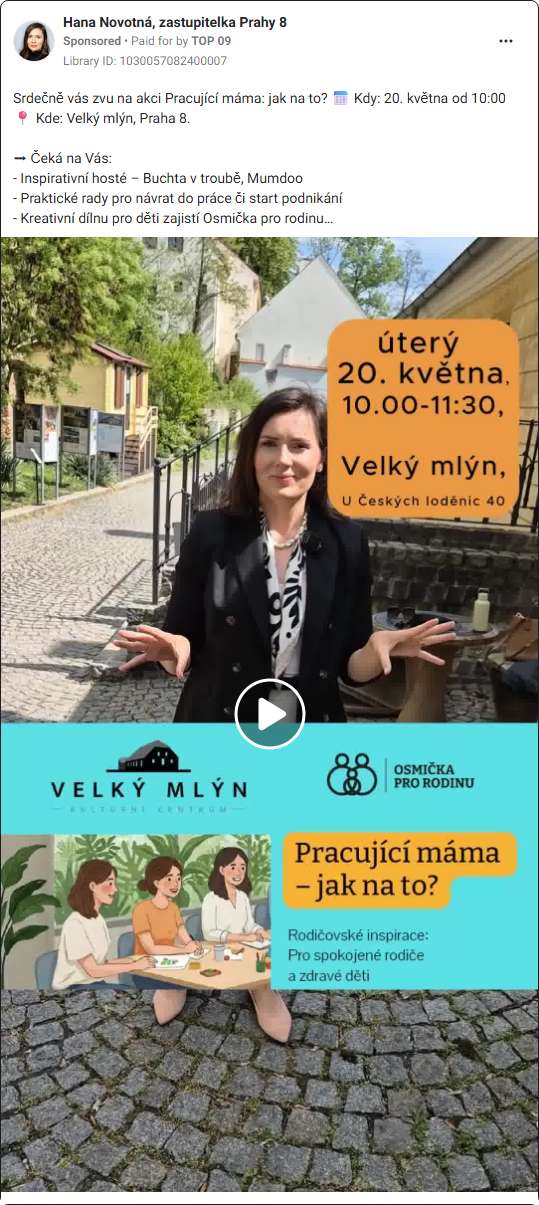 Hana Novotná, zastupitelka Prahy 8
Sponsored • Paid for by TOP 09
Library ID: 1030057082400007
Srdečně vás zvu na akci Pracující máma: jak na to? 🗓️ Kdy: 20. května od 10:00
📍 Kde: Velký mlýn, Praha 8.
➞ Čeká na Vás:
- Inspirativní hosté – Buchta v troubě, Mumdoo
- Praktické rady pro návrat do práce či start podnikání
- Kreativní dílnu pro děti zajistí Osmička pro rodinu…
úterý
20. května,
10.00-11:30,
Velký mlýn,
U Českých loděnic 40
VELKÝ MLÝN
KULTURNÍ CENTRUM
OSMIČKA
PRO RODINU
Pracující máma
– jak na to?
Rodičovské inspirace:
Pro spokojené rodiče
a zdravé děti